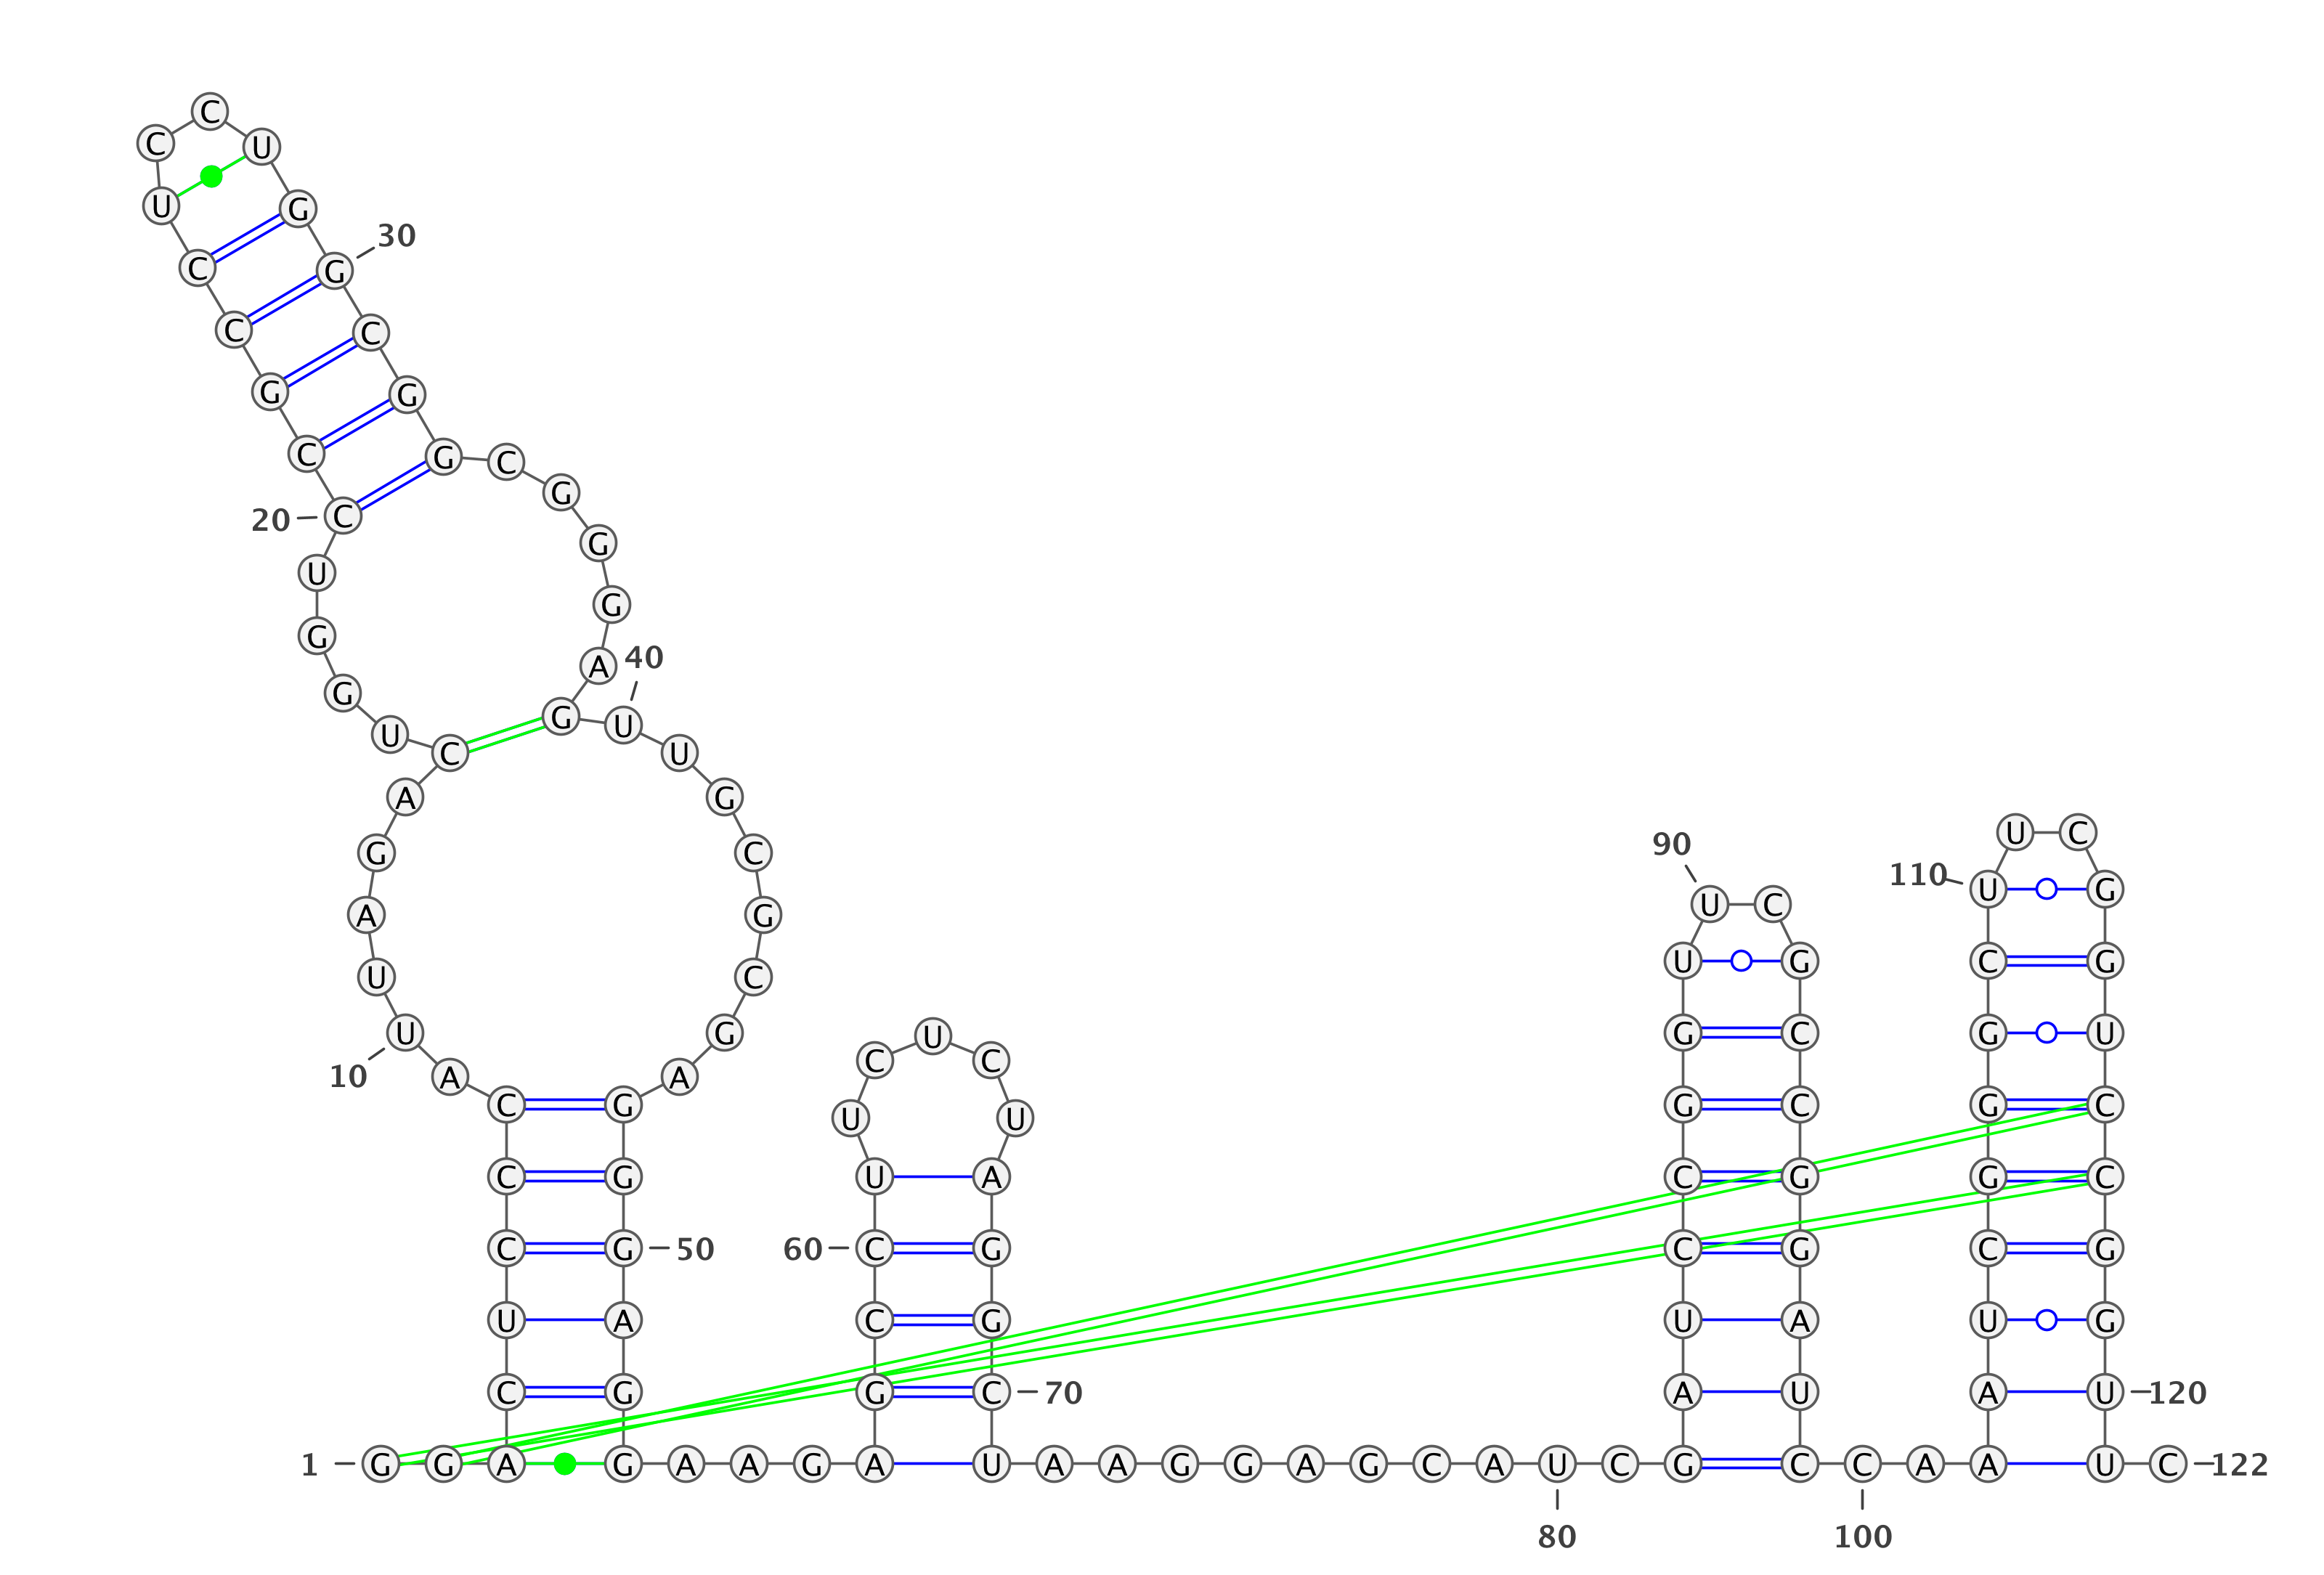 C
C U
U G
30
C G
C C
G G
C G C
G
20 C
G
U
G
G
A 40
G
G U
U C U
A G
U C
90
G C
110 U G
U C
A G
U G C G
U C
U G G C G U
C U C
10 A A
C G G C G C
U U
C G U A C G G C
C G 50 60 C G C G C G
U A C G U A U G
C G G C 70 A U A U 120
1 G G A G A A G A U A A G G A G C A U C G C C A A U C 122
80 100